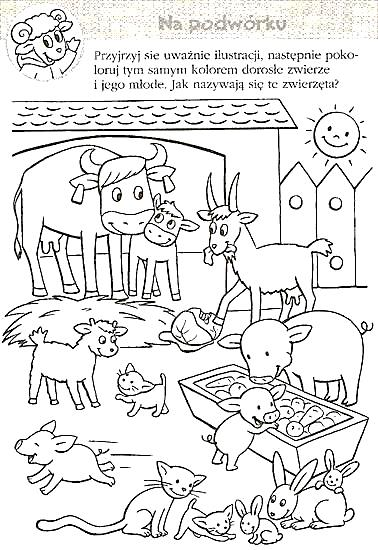 Na podwórku
Przyjrzyj sie uważnie ilustracji, następnie poko-
loruj tym samym kolorem dorosłe zwierze
i jego młode. Jak nazywają się te zwierzęta?